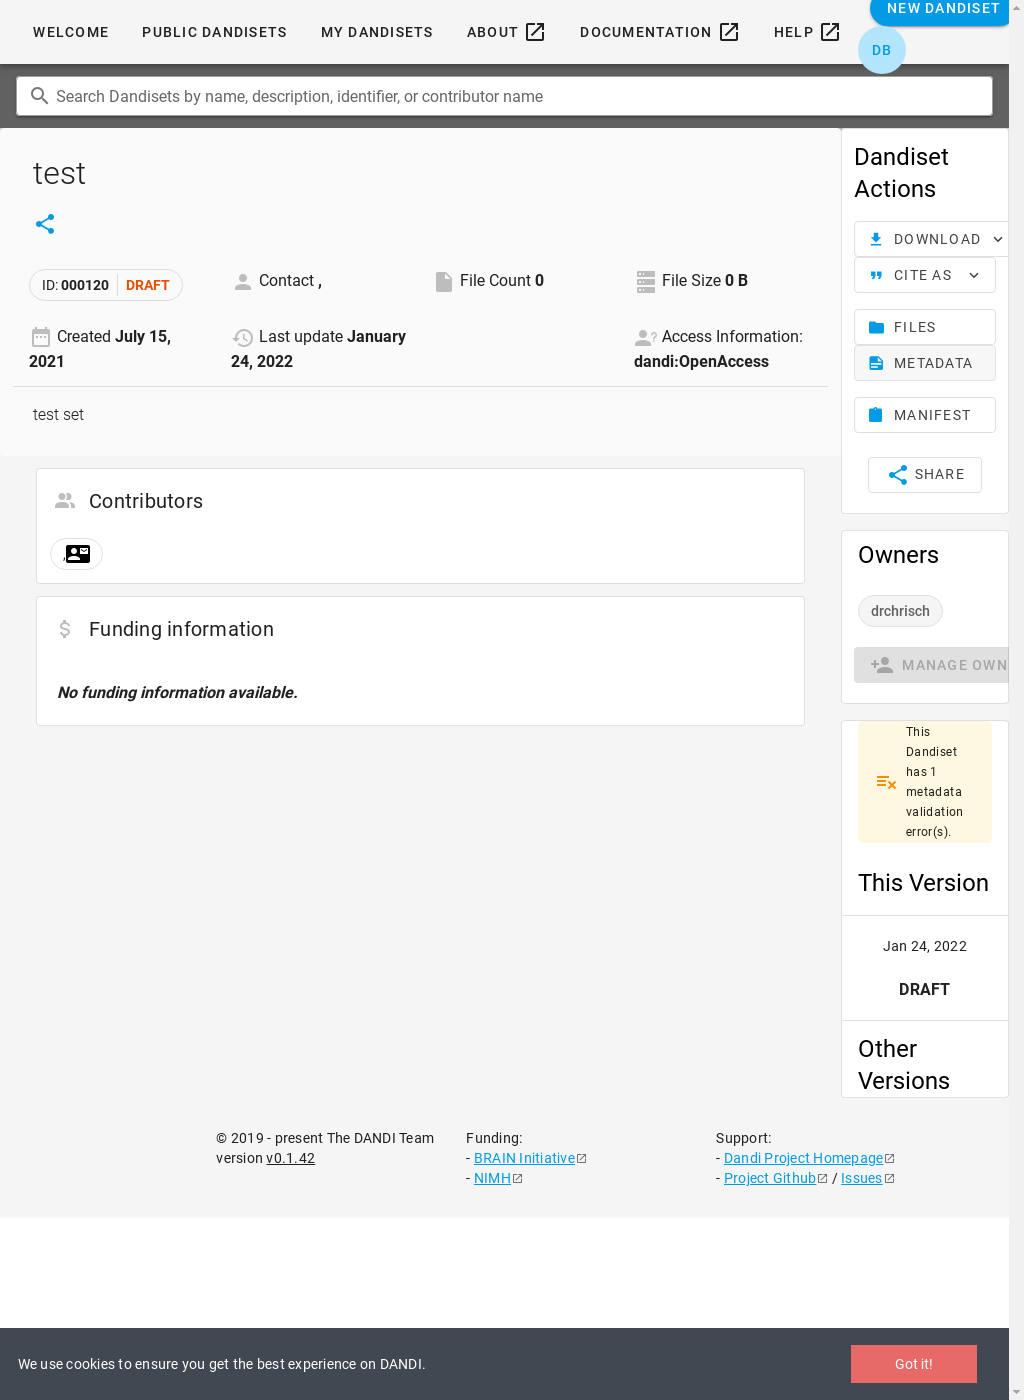 WELCOME
PUBLIC DANDISETS
MY DANDISETS
ABOUT
DOCUMENTATION
HELP
NEW DANDISET
DB
Search Dandisets by name, description, identifier, or contributor name
test
ID: 000120 DRAFT
Contact ,
File Count 0
File Size 0 B
Created July 15,
2021
Last update January
24, 2022
Access Information:
dandi:OpenAccess
test set
Contributors
,
Funding information
No funding information available.
Dandiset
Actions
DOWNLOAD
CITE AS
FILES
METADATA
MANIFEST
SHARE
Owners
drchrisch
MANAGE OWN
This
Dandiset
has 1
metadata
validation
error(s).
This Version
Jan 24, 2022
DRAFT
Other
Versions
© 2019 - present The DANDI Team
version v0.1.42
Funding:
- BRAIN Initiative
- NIMH
Support:
- Dandi Project Homepage
- Project Github / Issues
We use cookies to ensure you get the best experience on DANDI.
Got it!